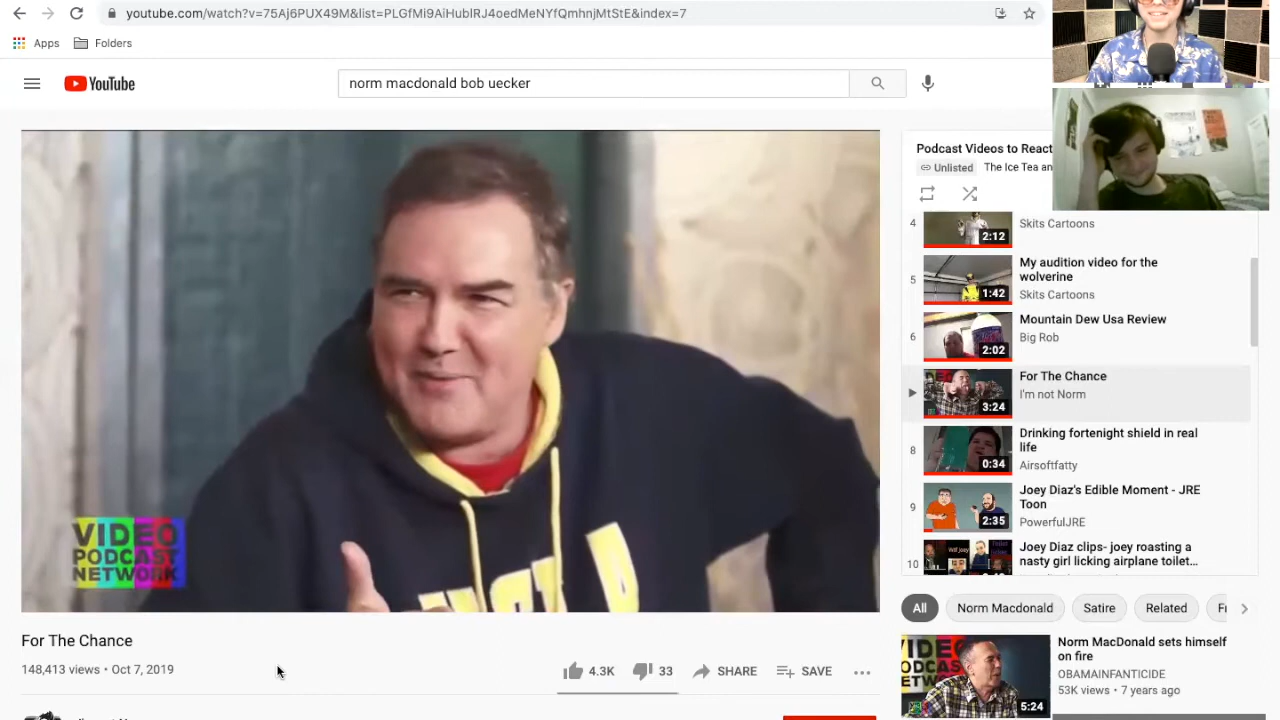 youtube.com/watch?v=75Aj6PUX49M&list=PLGfMi9AiHublRJ4oedMeNYfQmhnjMtStE&index=7
Apps
Folders
YouTube
norm macdonald bob uecker
VIDEO
PODCAST
NETWORK
For The Chance
148,413 views • Oct 7, 2019
4.3K
33
SHARE
SAVE
Podcast Videos to React
Unlisted
The Ice Tea an
4
2:12
Skits Cartoons
5
1:42
My audition video for the
wolverine
Skits Cartoons
6
2:02
Mountain Dew Usa Review
Big Rob
3:24
For The Chance
I'm not Norm
8
0:34
Drinking fortenight shield in real
life
Airsoftfatty
9
2:35
Joey Diaz's Edible Moment - JRE
Toon
PowerfulJRE
10
Joey Diaz clips- joey roasting a
nasty girl licking airplane toilet...
All
Norm Macdonald
Satire
Related
5:24
Norm MacDonald sets himself
on fire
OBAMAINFANTICIDE
53K views • 7 years ago